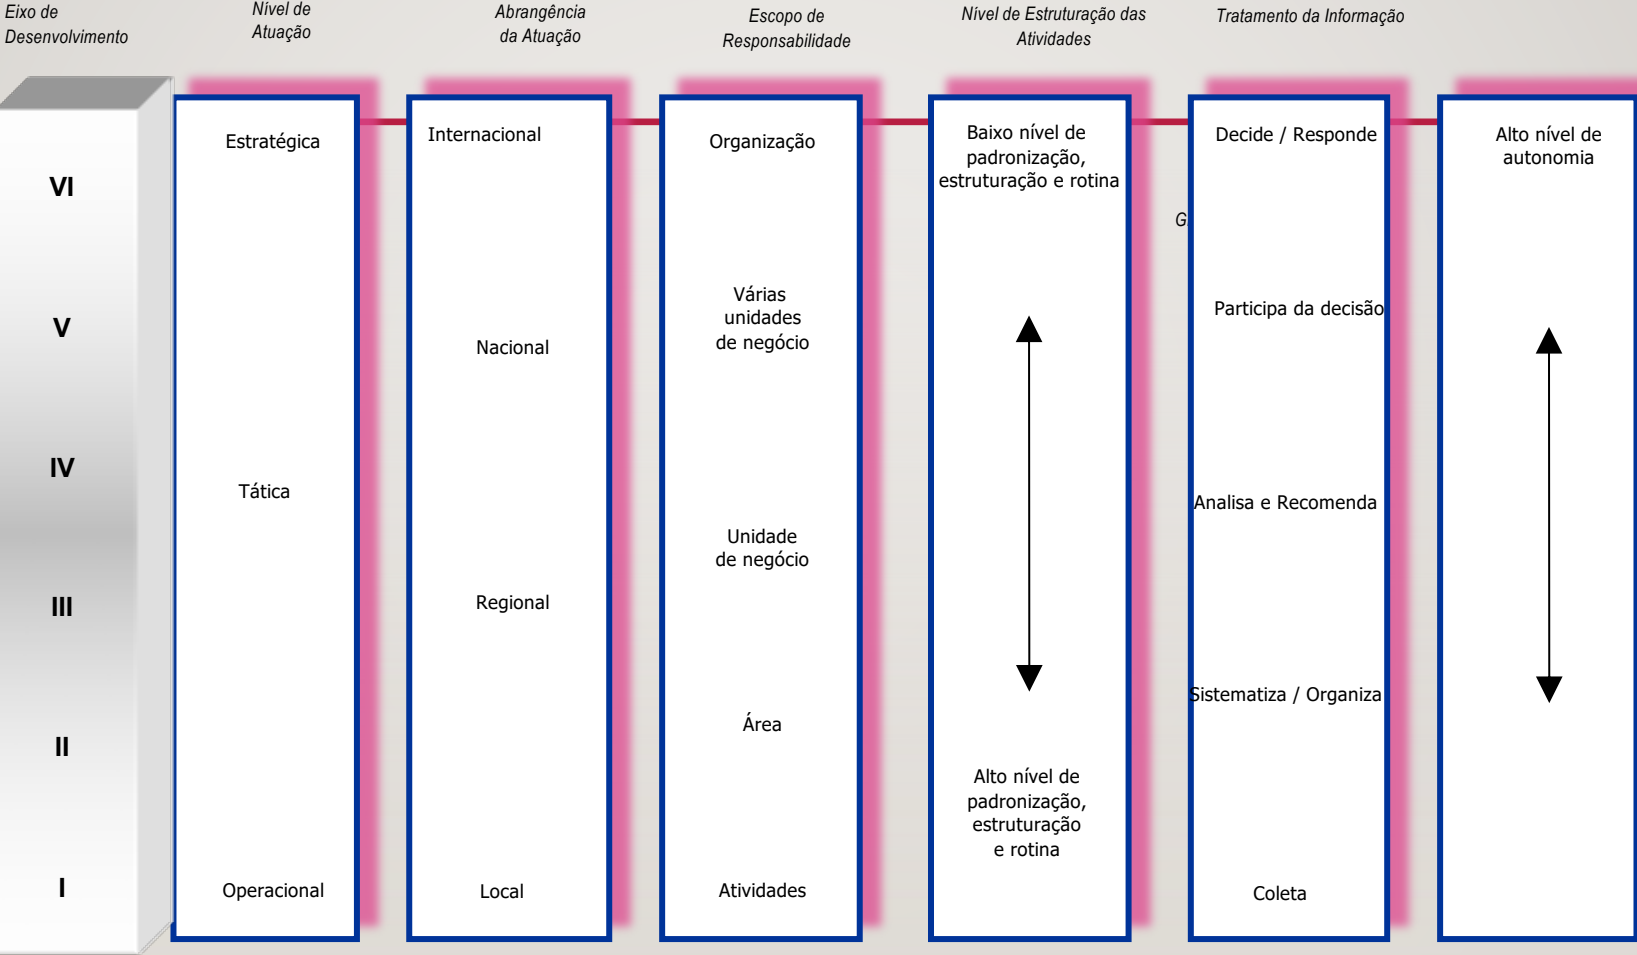 Eixo de
Desenvolvimento
Nível de
Atuação
Abrangência
da Atuação
Escopo de
Responsabilidade
Nível de Estruturação das
Atividades
Tratamento da Informação
VI
V
IV
III
II
I
Estratégica
Tática
Operacional
Internacional
Nacional
Regional
Local
Organização
Várias
unidades
de negócio
Unidade
de negócio
Área
Atividades
Baixo nível de
padronização,
estruturação e rotina
Alto nível de
padronização,
estruturação
e rotina
G
Decide / Responde
Participa da decisão
Analisa e Recomenda
Sistematiza / Organiza
Coleta
Alto nível de
autonomia